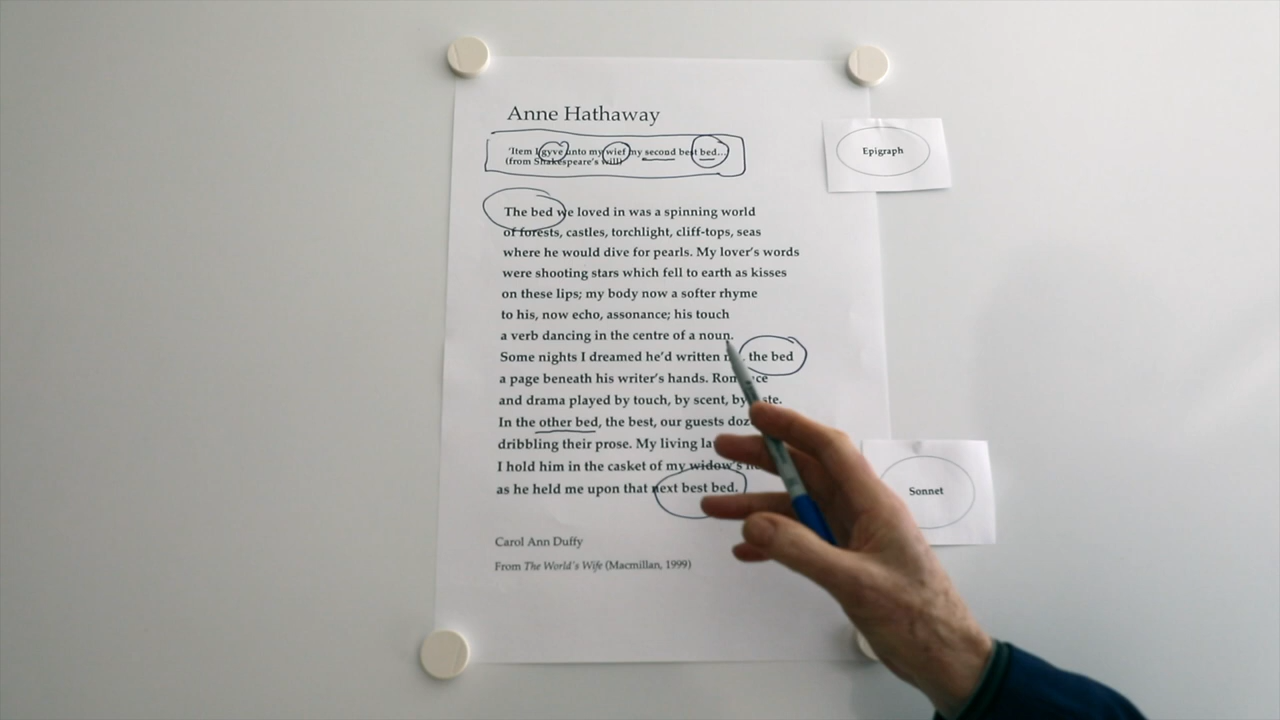 Anne Hathaway
'Item I gyve unto my wief my second best bed...
(from Shakespeare's will)
Epigraph
The bed we loved in was a spinning world
of forests, castles, torchlight, cliff-tops, seas
where he would dive for pearls. My lover's words
were shooting stars which fell to earth as kisses
on these lips; my body now a softer rhyme
to his, now echo, assonance; his touch
a verb dancing in the centre of a noun.
Some nights I dreamed he'd written the bed
a page beneath his writer's hands.
and drama played by touch, by scent, by
In the other bed, the best, our guests
dribbling their prose. My living
I hold him in the casket of my widow's
as he held me upon that next best bed.
Sonnet
Carol Ann Duffy
From The World's Wife (Macmillan, 1999)